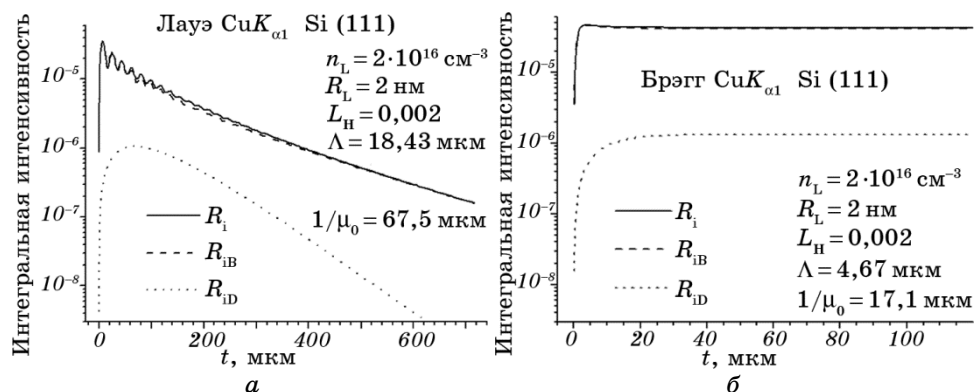 Лауэ CuKα1 Si (111)
nL = 2·10¹⁶ см⁻³
RL = 2 нм
LH = 0,002
Λ = 18,43 мкм
1/μ0 = 67,5 мкм
Интегральная интенсивность
10⁻⁵
10⁻⁶
10⁻⁷
10⁻⁸
Ri
RiB
RiD
0 200 400 600
t, мкм
а
Брэгг CuKα1 Si (111)
nL = 2·10¹⁶ см⁻³
RL = 2 нм
LH = 0,002
Λ = 4,67 мкм
1/μ0 = 17,1 мкм
Интегральная интенсивность
10⁻⁵
10⁻⁶
10⁻⁷
10⁻⁸
Ri
RiB
RiD
0 20 40 60 80 100
t, мкм
б